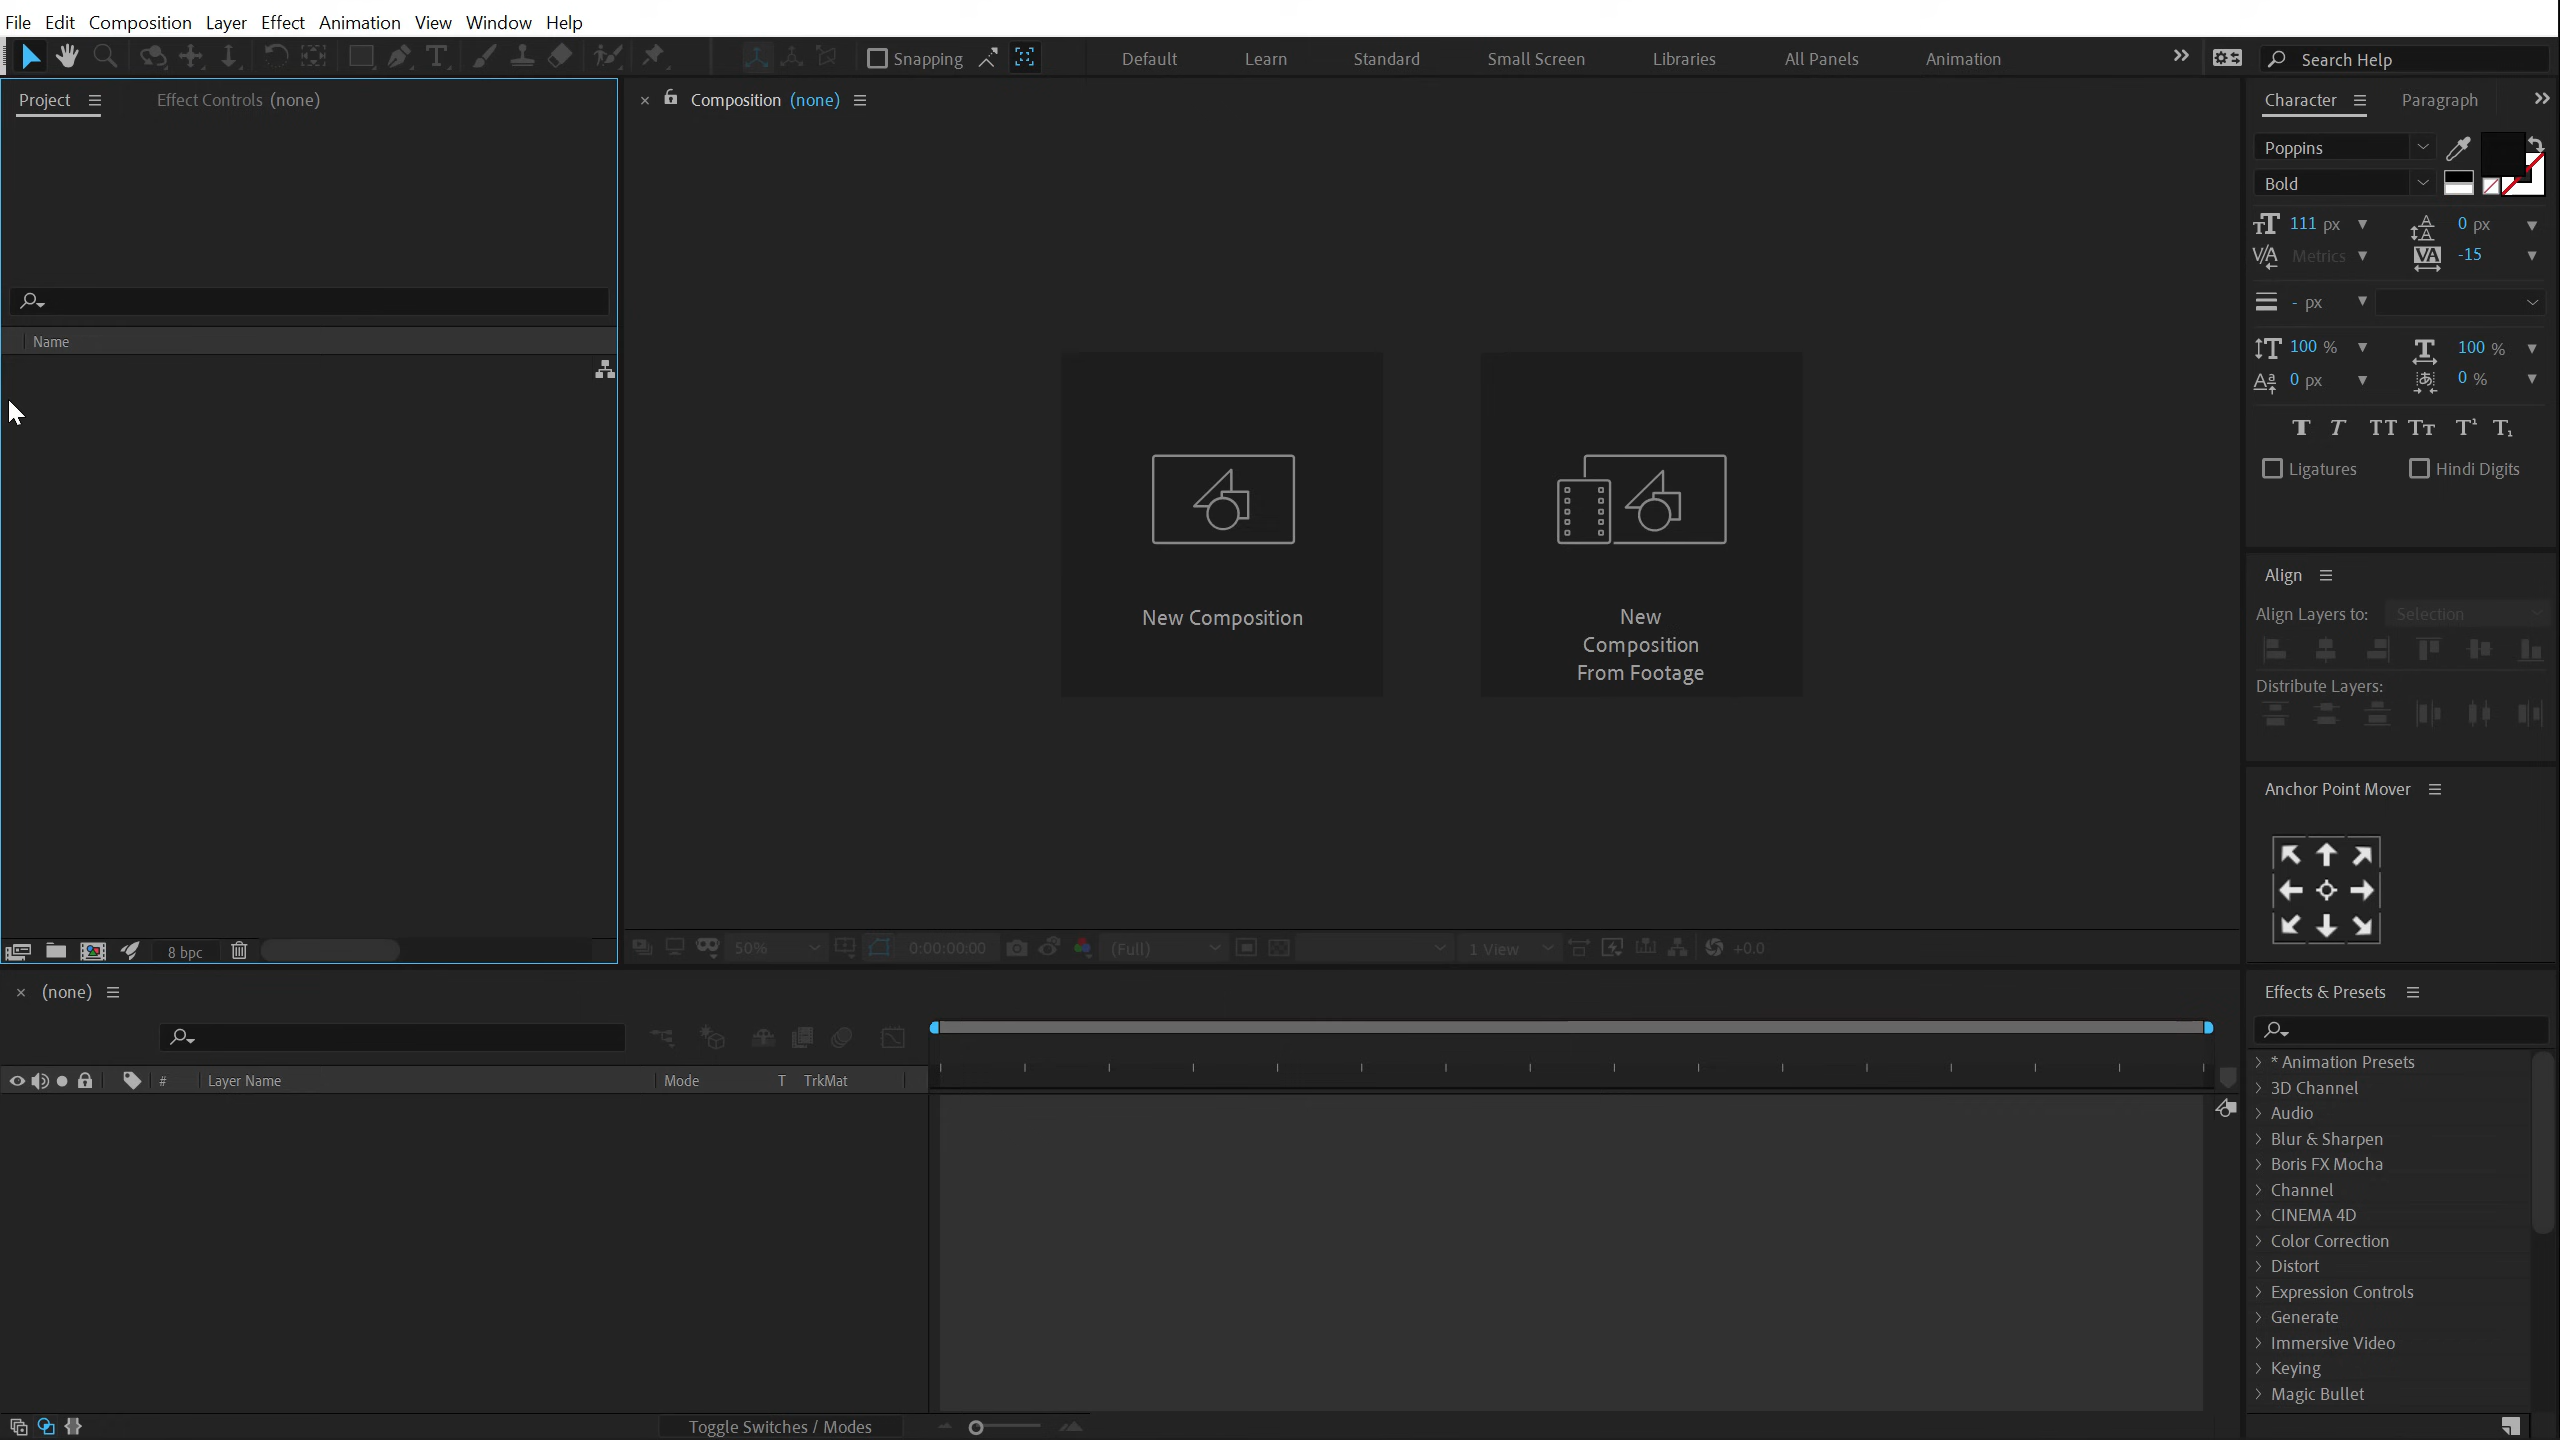 File Edit Composition Layer Effect Animation View Window Help
Snapping Default Learn Standard Small Screen Libraries All Panels Animation Search Help
Project Effect Controls (none)
Composition (none)
Character Paragraph
Poppins
Bold
111 px 0 px
Metrics -15
- px
100 % 100 %
0 px 0 %
T T TT Tt T¹ T₁
Ligatures Hindi Digits
Name
New Composition
New
Composition
From Footage
Align
Align Layers to: Selection
Distribute Layers:
Anchor Point Mover
8 bpc
50% 0:00:00:00 (Full) 1 View +0.0
(none)
# Layer Name Mode T TrkMat
Toggle Switches / Modes
Effects & Presets
* Animation Presets
3D Channel
Audio
Blur & Sharpen
Boris FX Mocha
Channel
CINEMA 4D
Color Correction
Distort
Expression Controls
Generate
Immersive Video
Keying
Magic Bullet